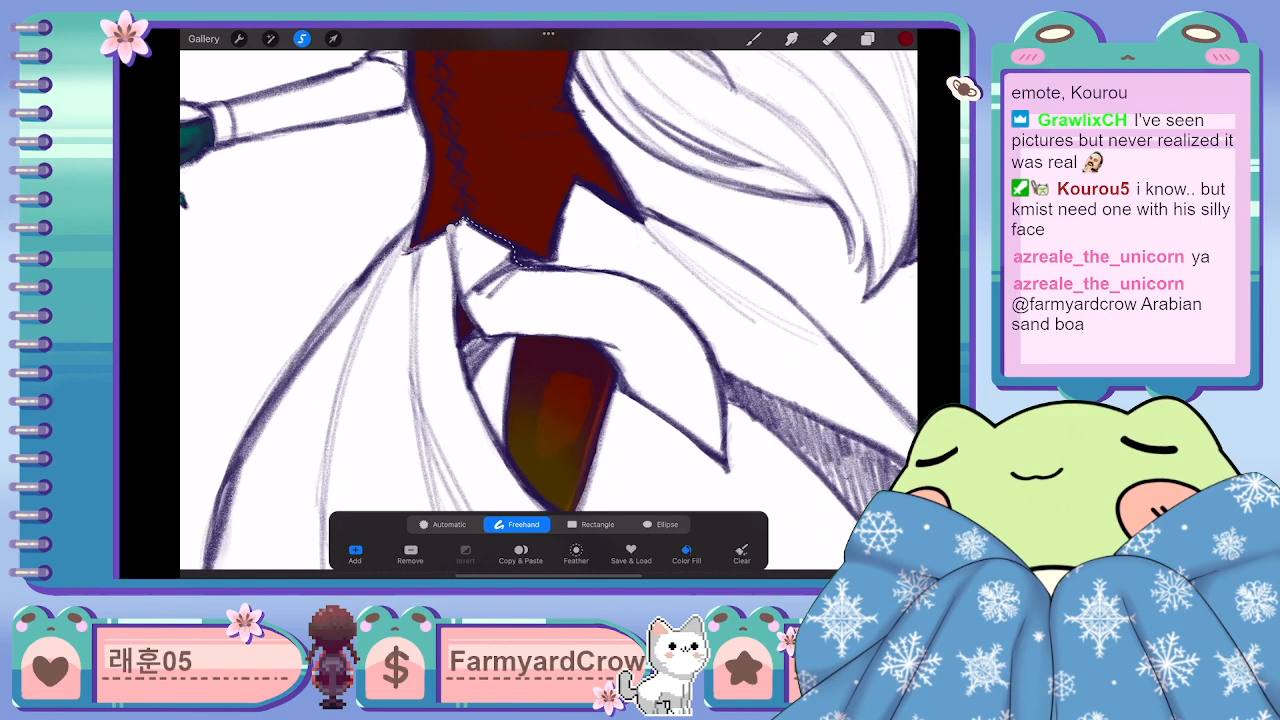 Gallery
emote, Kourou
GrawlixCH I've seen
pictures but never realized it
was real
Kourou5 i know.. but
kmist need one with his silly
face
azreale_the_unicorn ya
azreale_the_unicorn
@farmyardcrow Arabian
sand boa
Automatic
Freehand
Rectangle
Ellipse
Add
Remove
Invert
Copy & Paste
Feather
Save & Load
Color Fill
Clear
래훈05
$
FarmyardCrow